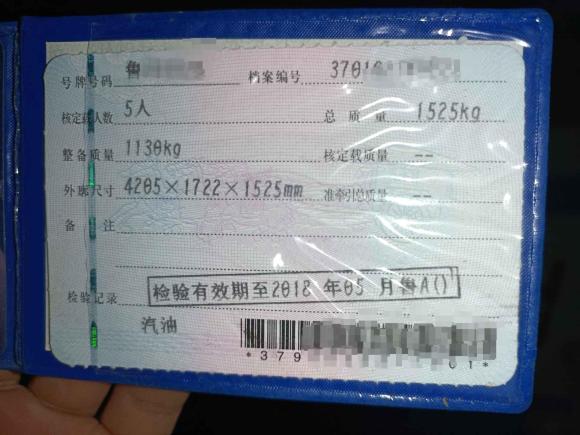 号牌号码 鲁 档案编号 37010
核定载人数 5人 总质量 1525kg
整备质量 1130kg 核定载质量 --
外廓尺寸 4205×1722×1525mm 准牵引总质量 --
备注
检验记录 检验有效期至2018年05月鲁A()
汽油
*379 01*